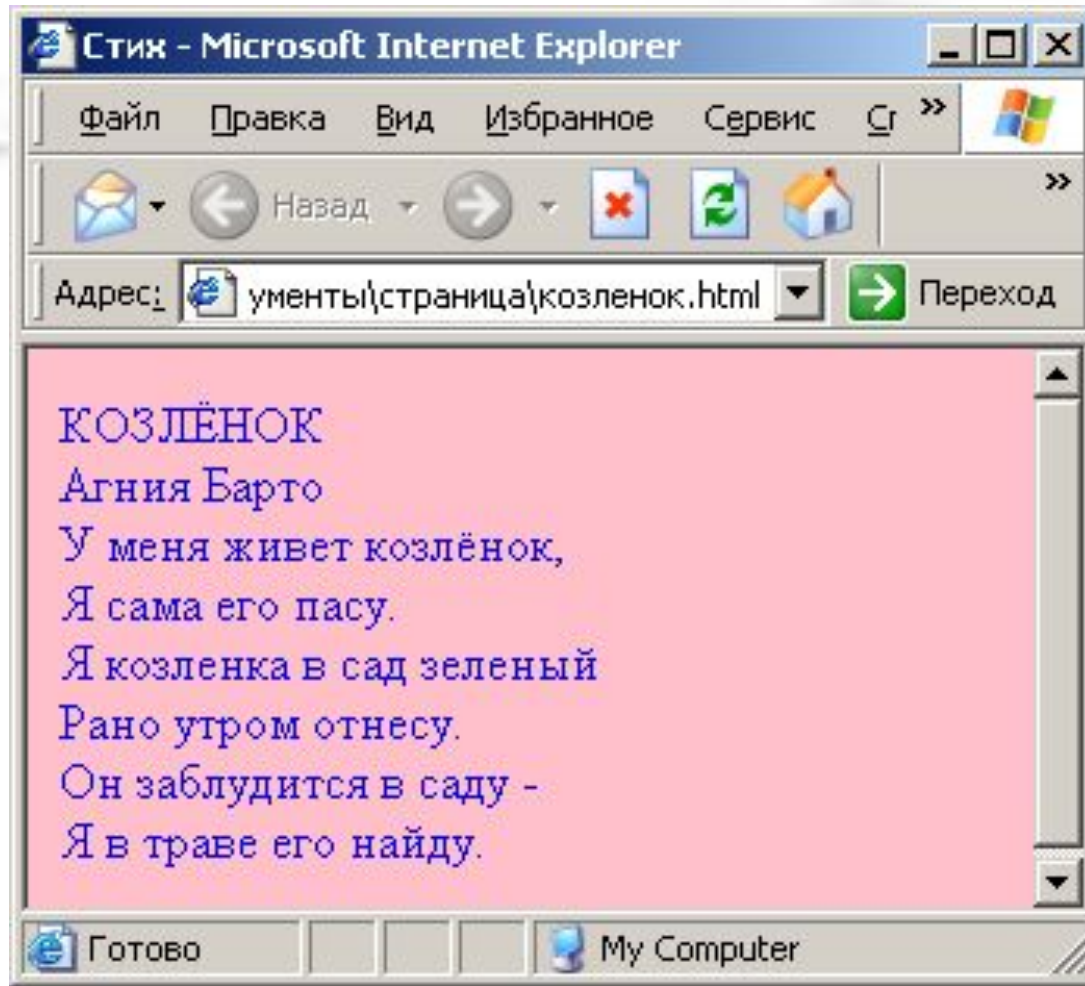 Стих - Microsoft Internet Explorer
Файл Правка Вид Избранное Сервис »
Назад »
Адрес: ументы\страница\козленок.html Переход
КОЗЛЁНОК
Агния Барто
У меня живет козлёнок,
Я сама его пасу.
Я козленка в сад зеленый
Рано утром отнесу.
Он заблудится в саду -
Я в траве его найду.
Готово My Computer